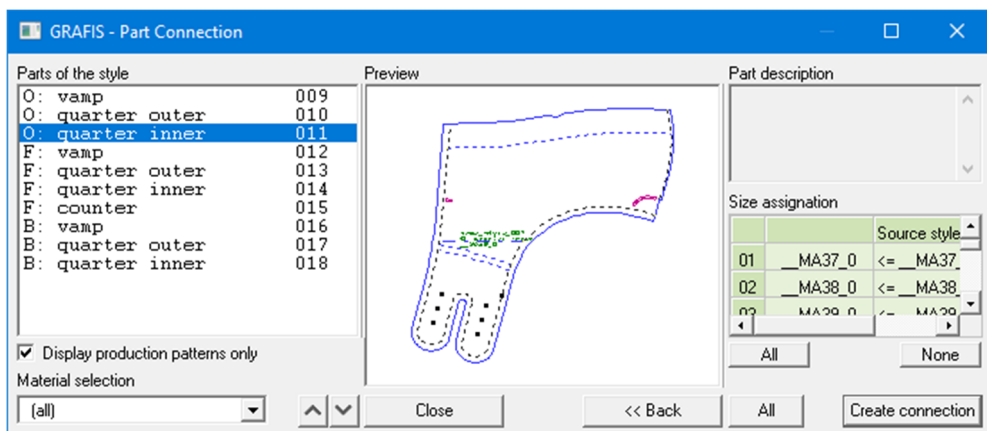 GRAFIS - Part Connection
Parts of the style
Preview
Part description
O: vamp 009
O: quarter outer 010
O: quarter inner 011
F: vamp 012
F: quarter outer 013
F: quarter inner 014
F: counter 015
B: vamp 016
B: quarter outer 017
B: quarter inner 018
Size assignation
Source style
01 __MA37_0 <= __MA37_
02 __MA38_0 <= __MA38_
03 MA39_0 <= MA39
Display production patterns only
All
None
Material selection
(all)
Close
<< Back
All
Create connection